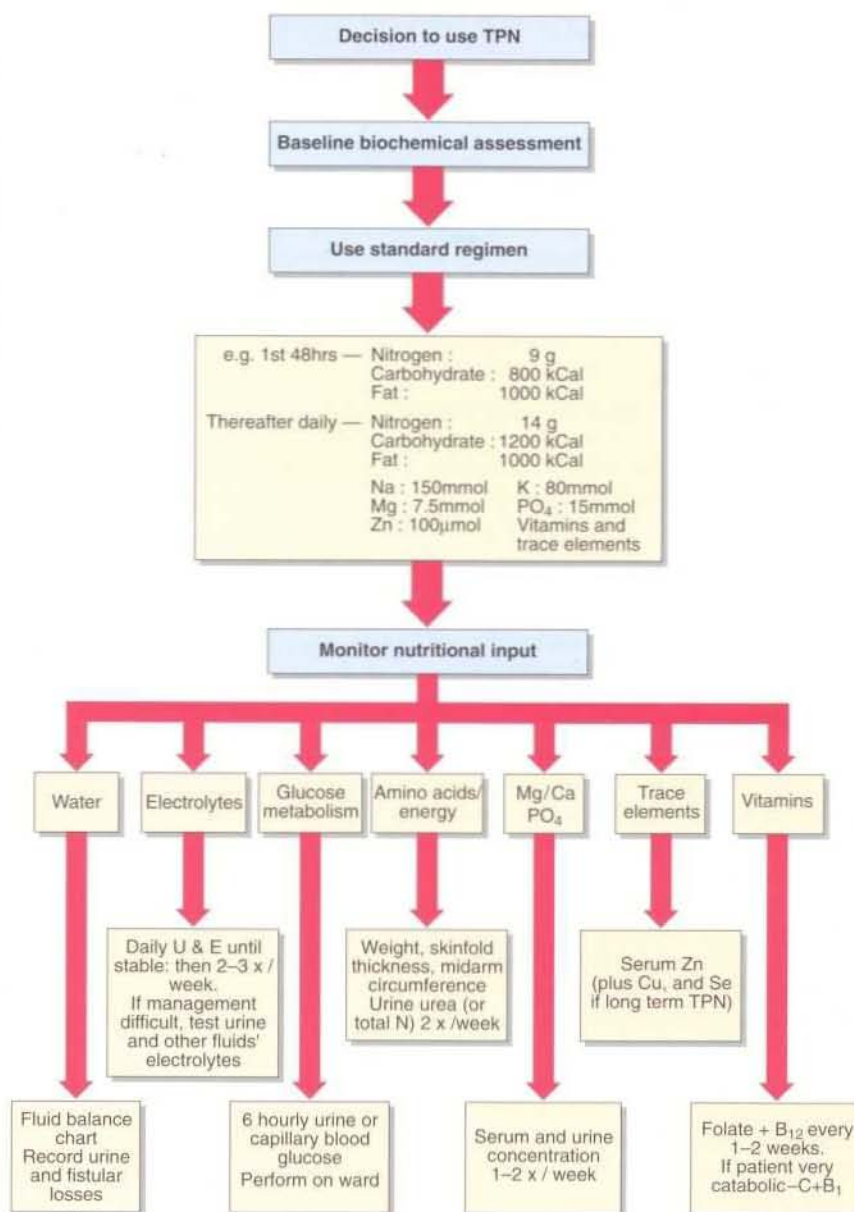 Decision to use TPN
Baseline biochemical assessment
Use standard regimen
e.g. 1st 48hrs — Nitrogen : 9 g
Carbohydrate : 800 kCal
Fat : 1000 kCal
Thereafter daily — Nitrogen : 14 g
Carbohydrate : 1200 kCal
Fat : 1000 kCal
Na : 150mmol K : 80mmol
Mg : 7.5mmol PO₄ : 15mmol
Zn : 100µmol Vitamins and
trace elements
Monitor nutritional input
Water
Electrolytes
Glucose
metabolism
Amino acids/
energy
Mg/Ca
PO₄
Trace
elements
Vitamins
Daily U & E until
stable: then 2–3 x /
week.
If management
difficult, test urine
and other fluids'
electrolytes
Weight, skinfold
thickness, midarm
circumference
Urine urea (or
total N) 2 x /week
Serum Zn
(plus Cu, and Se
if long term TPN)
Fluid balance
chart
Record urine
and fistular
losses
6 hourly urine or
capillary blood
glucose
Perform on ward
Serum and urine
concentration
1–2 x / week
Folate + B₁₂ every
1–2 weeks.
If patient very
catabolic–C+B₁